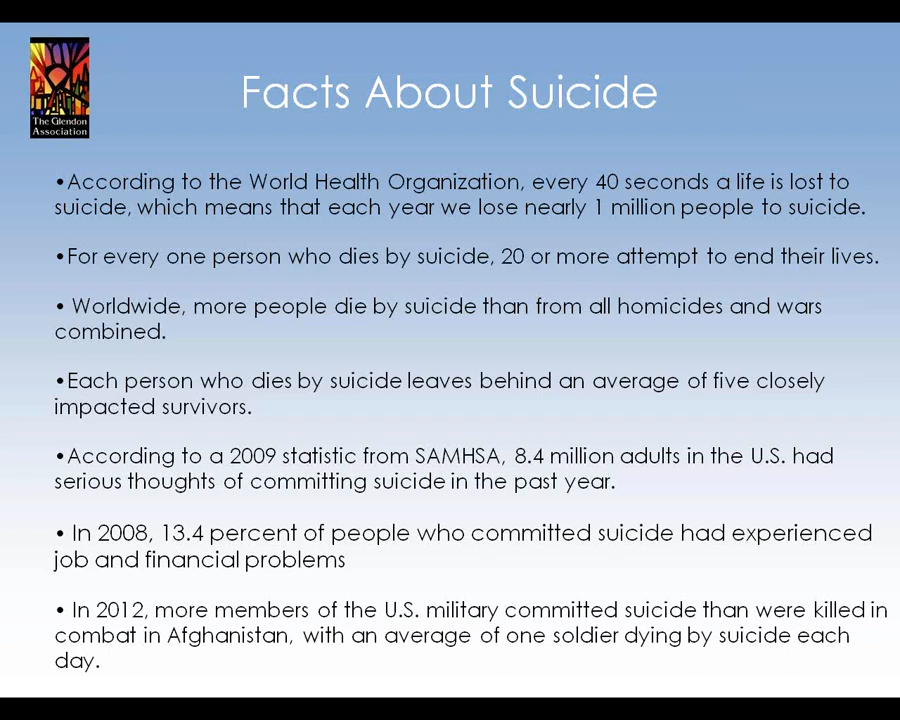 The Glendon
Association
Facts About Suicide
•According to the World Health Organization, every 40 seconds a life is lost to
suicide, which means that each year we lose nearly 1 million people to suicide.
•For every one person who dies by suicide, 20 or more attempt to end their lives.
• Worldwide, more people die by suicide than from all homicides and wars
combined.
•Each person who dies by suicide leaves behind an average of five closely
impacted survivors.
•According to a 2009 statistic from SAMHSA, 8.4 million adults in the U.S. had
serious thoughts of committing suicide in the past year.
• In 2008, 13.4 percent of people who committed suicide had experienced
job and financial problems
• In 2012, more members of the U.S. military committed suicide than were killed in
combat in Afghanistan, with an average of one soldier dying by suicide each
day.